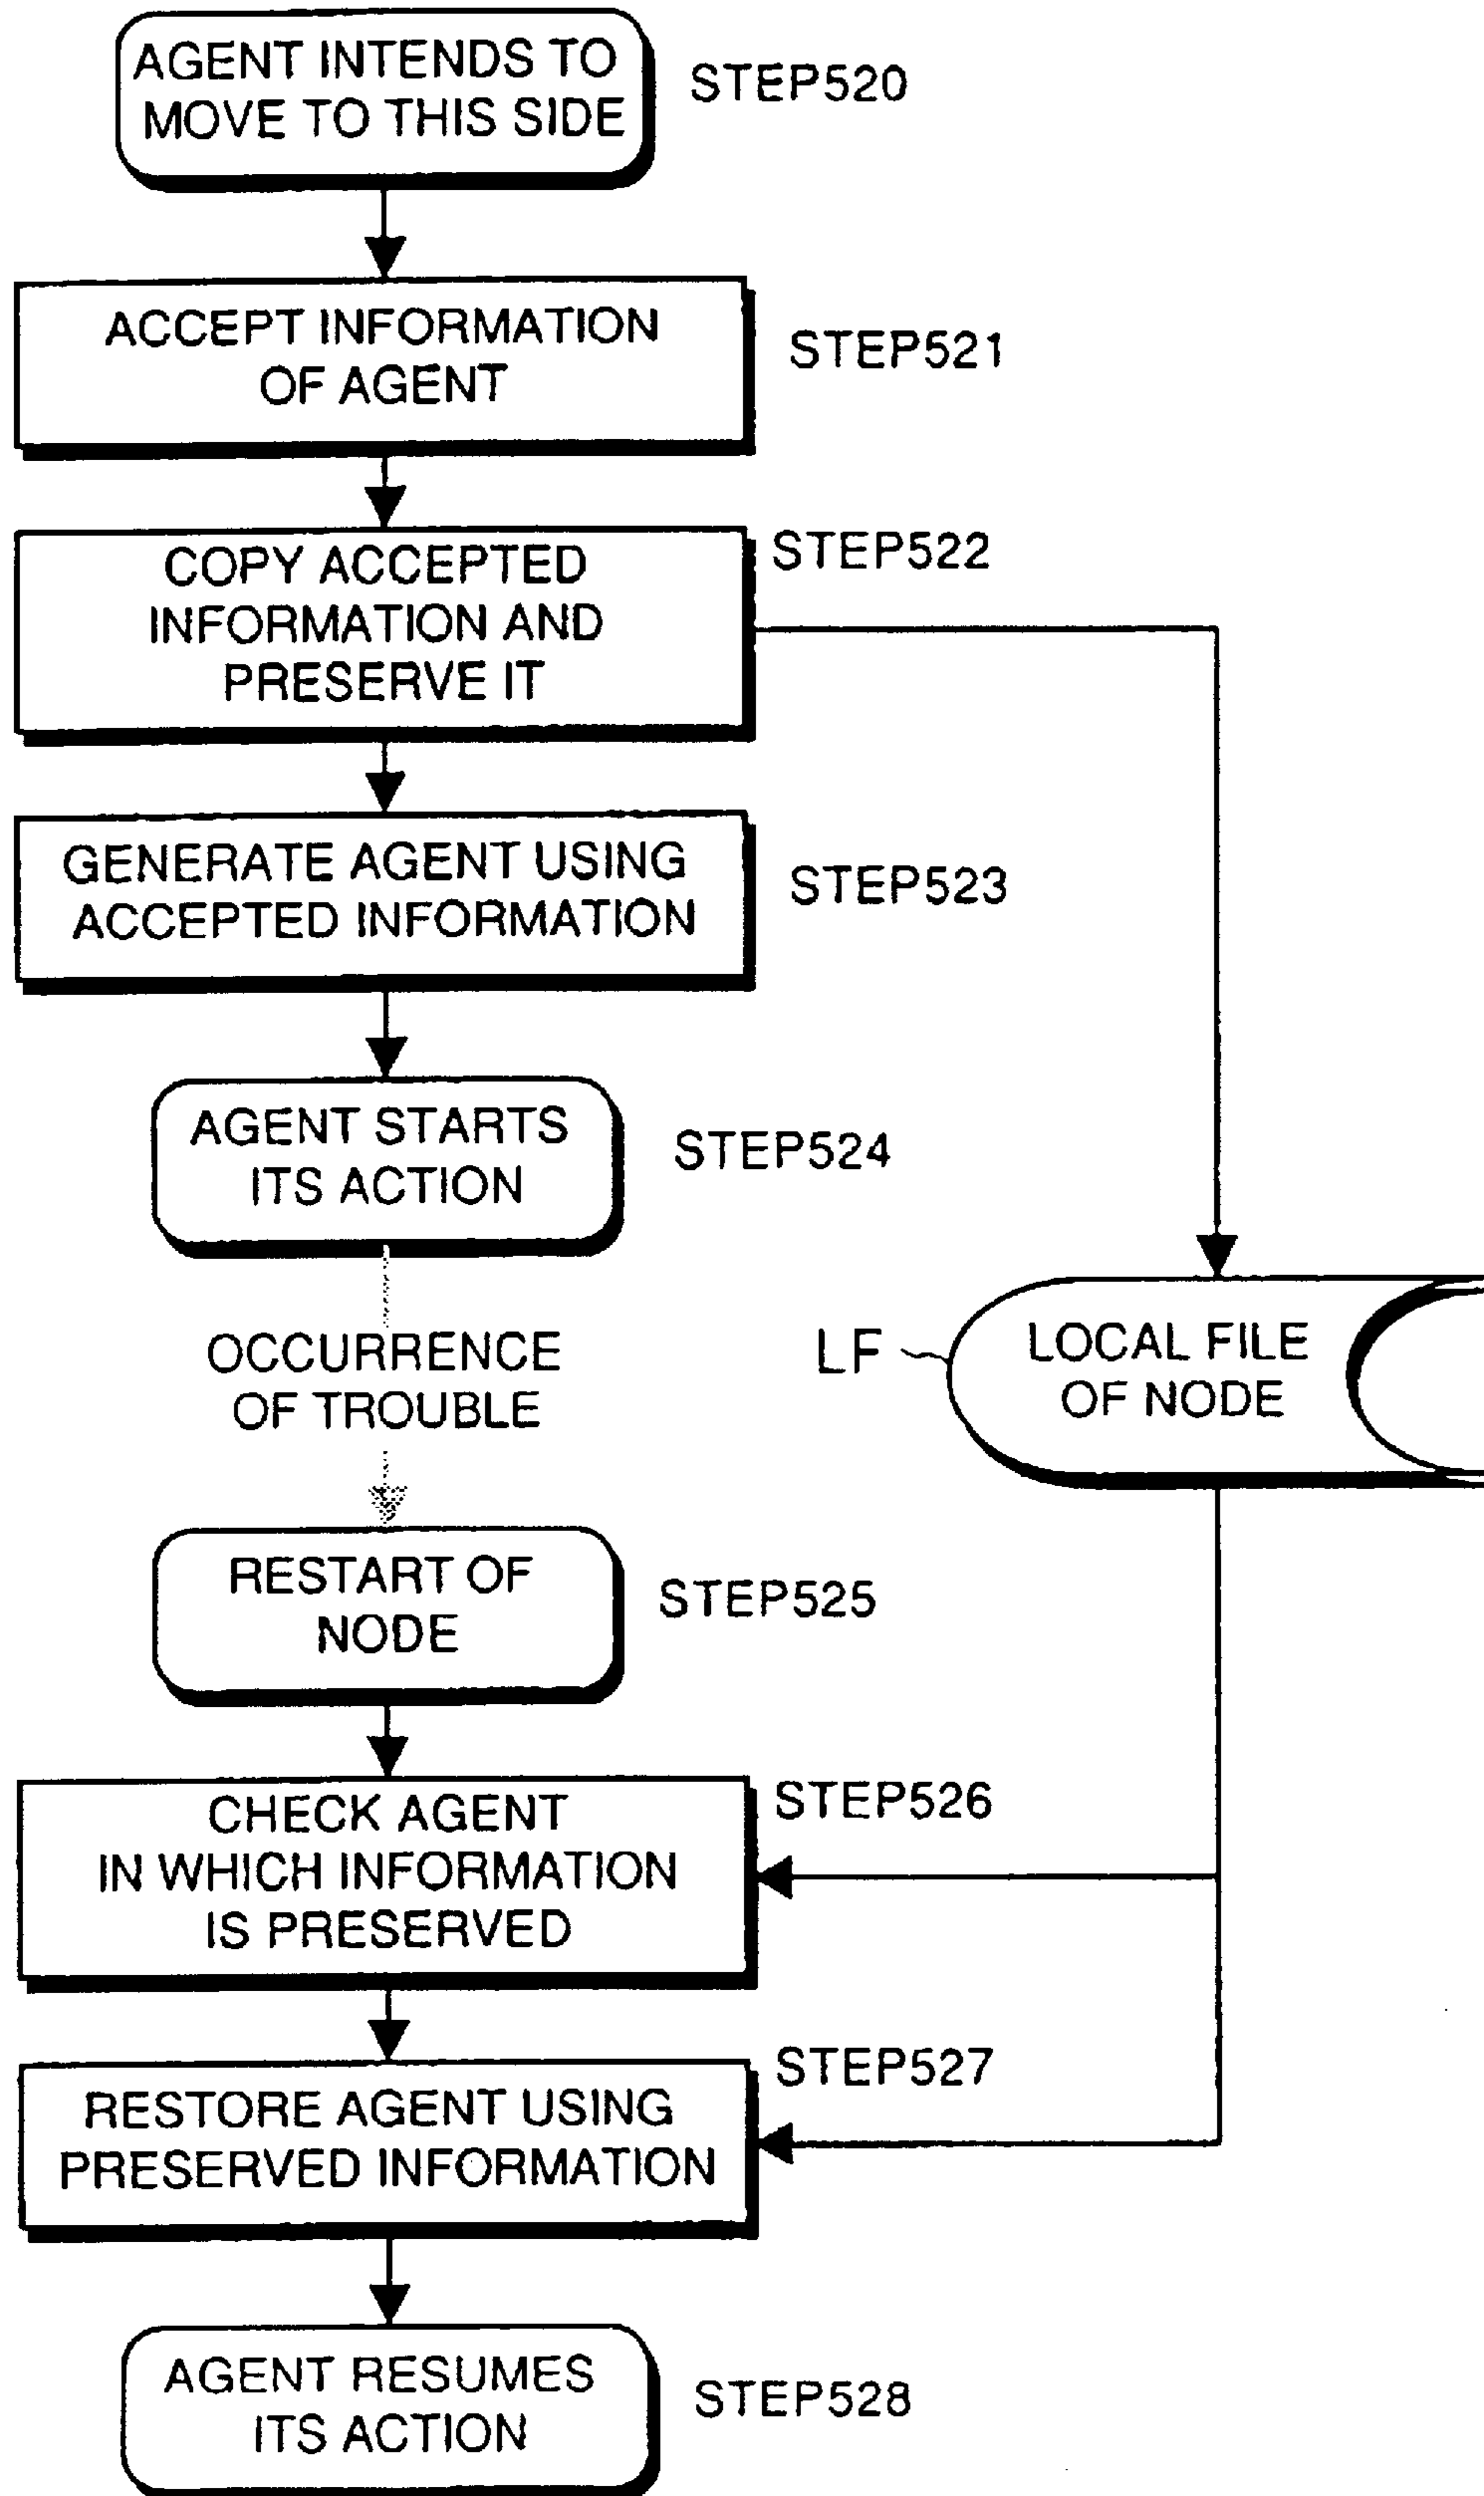 AGENT INTENDS TO
MOVE TO THIS SIDE
STEP520
ACCEPT INFORMATION
OF AGENT
STEP521
COPY ACCEPTED
INFORMATION AND
PRESERVE IT
STEP522
GENERATE AGENT USING
ACCEPTED INFORMATION
STEP523
AGENT STARTS
ITS ACTION
STEP524
OCCURRENCE
OF TROUBLE
LF
LOCAL FILE
OF NODE
RESTART OF
NODE
STEP525
CHECK AGENT
IN WHICH INFORMATION
IS PRESERVED
STEP526
RESTORE AGENT USING
PRESERVED INFORMATION
STEP527
AGENT RESUMES
ITS ACTION
STEP528